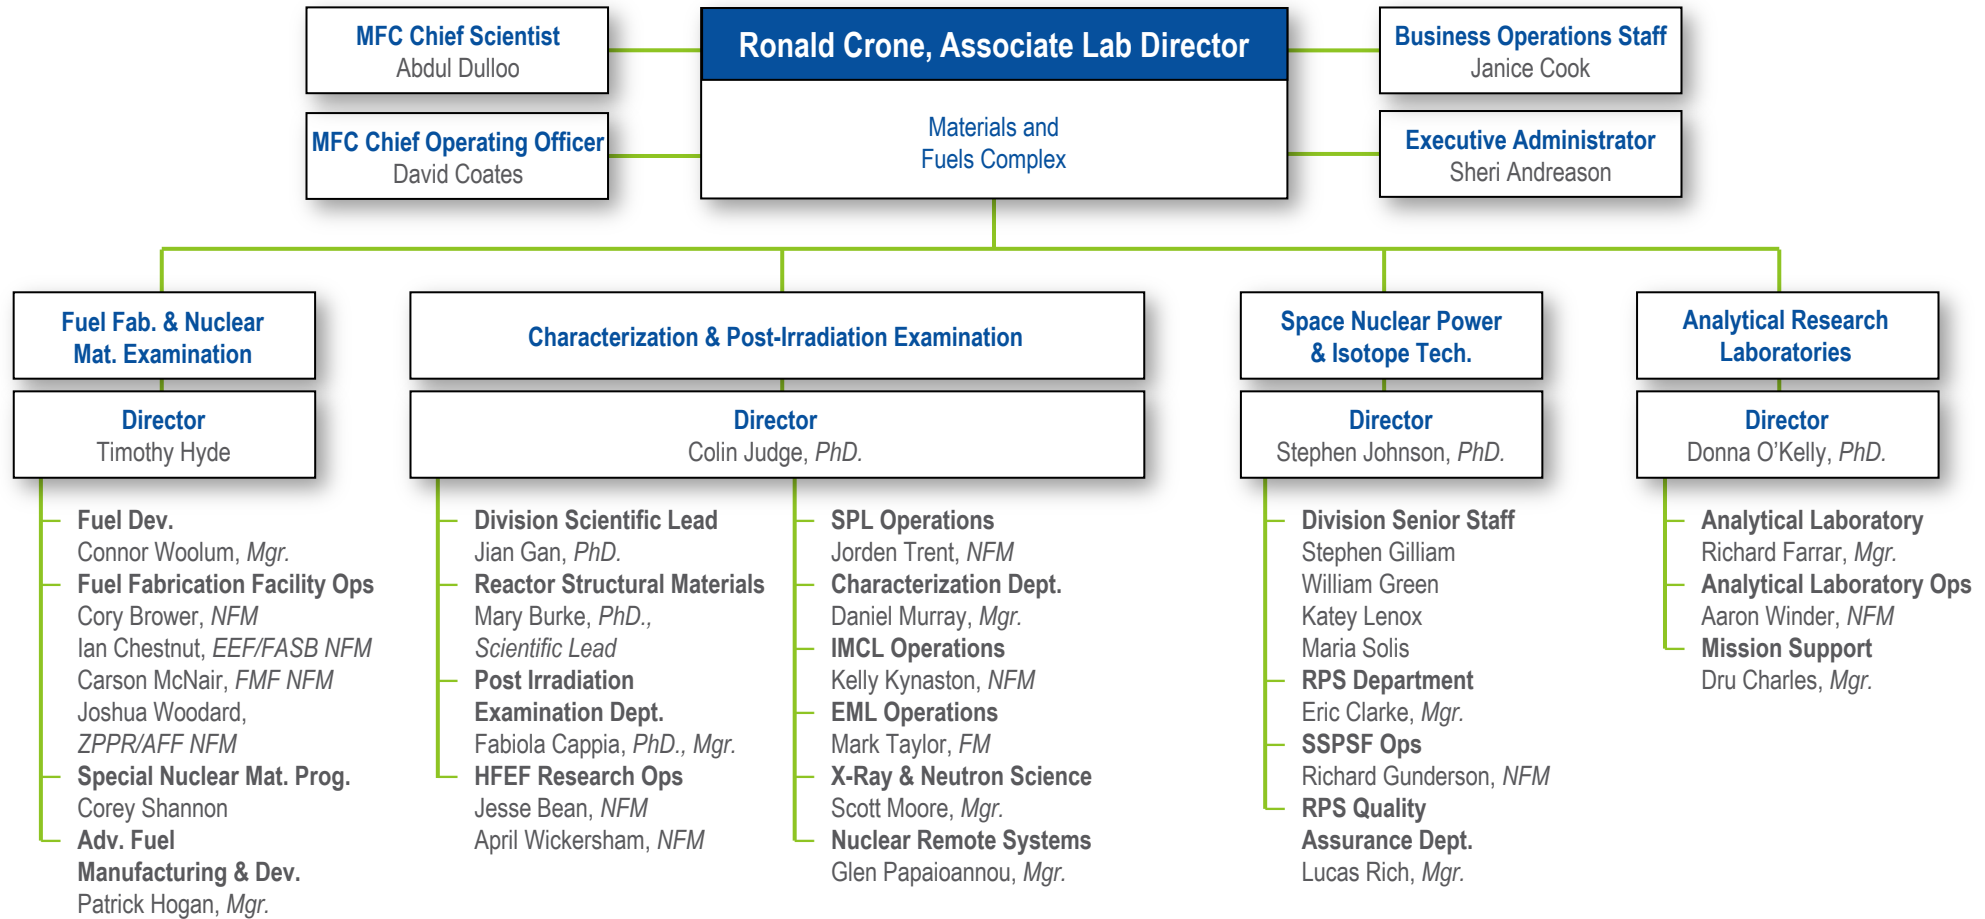 MFC Chief Scientist
Abdul Dulloo
MFC Chief Operating Officer
David Coates
Ronald Crone, Associate Lab Director
Materials and
Fuels Complex
Business Operations Staff
Janice Cook
Executive Administrator
Sheri Andreason
Fuel Fab. & Nuclear
Mat. Examination
Director
Timothy Hyde
Fuel Dev.
Connor Woolum, Mgr.
Fuel Fabrication Facility Ops
Cory Brower, NFM
Ian Chestnut, EEF/FASB NFM
Carson McNair, FMF NFM
Joshua Woodard,
ZPPR/AFF NFM
Special Nuclear Mat. Prog.
Corey Shannon
Adv. Fuel
Manufacturing & Dev.
Patrick Hogan, Mgr.
Characterization & Post-Irradiation Examination
Director
Colin Judge, PhD.
Division Scientific Lead
Jian Gan, PhD.
Reactor Structural Materials
Mary Burke, PhD.,
Scientific Lead
Post Irradiation
Examination Dept.
Fabiola Cappia, PhD., Mgr.
HFEF Research Ops
Jesse Bean, NFM
April Wickersham, NFM
SPL Operations
Jorden Trent, NFM
Characterization Dept.
Daniel Murray, Mgr.
IMCL Operations
Kelly Kynaston, NFM
EML Operations
Mark Taylor, FM
X-Ray & Neutron Science
Scott Moore, Mgr.
Nuclear Remote Systems
Glen Papaioannou, Mgr.
Space Nuclear Power
& Isotope Tech.
Director
Stephen Johnson, PhD.
Division Senior Staff
Stephen Gilliam
William Green
Katey Lenox
Maria Solis
RPS Department
Eric Clarke, Mgr.
SSPSF Ops
Richard Gunderson, NFM
RPS Quality
Assurance Dept.
Lucas Rich, Mgr.
Analytical Research
Laboratories
Director
Donna O’Kelly, PhD.
Analytical Laboratory
Richard Farrar, Mgr.
Analytical Laboratory Ops
Aaron Winder, NFM
Mission Support
Dru Charles, Mgr.